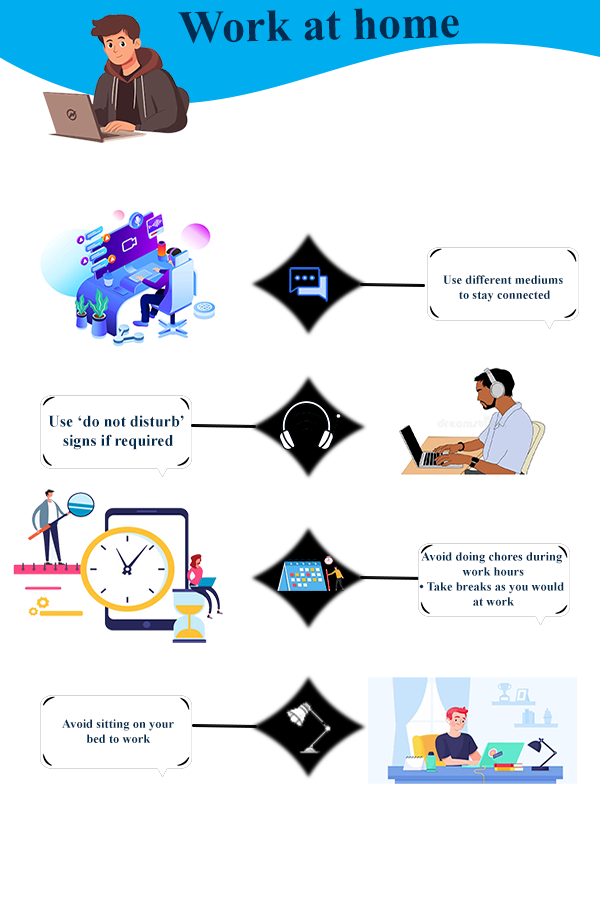 Work at home
Use different mediums
to stay connected
Use ‘do not disturb’
signs if required
Avoid doing chores during
work hours
• Take breaks as you would
at work
Avoid sitting on your
bed to work